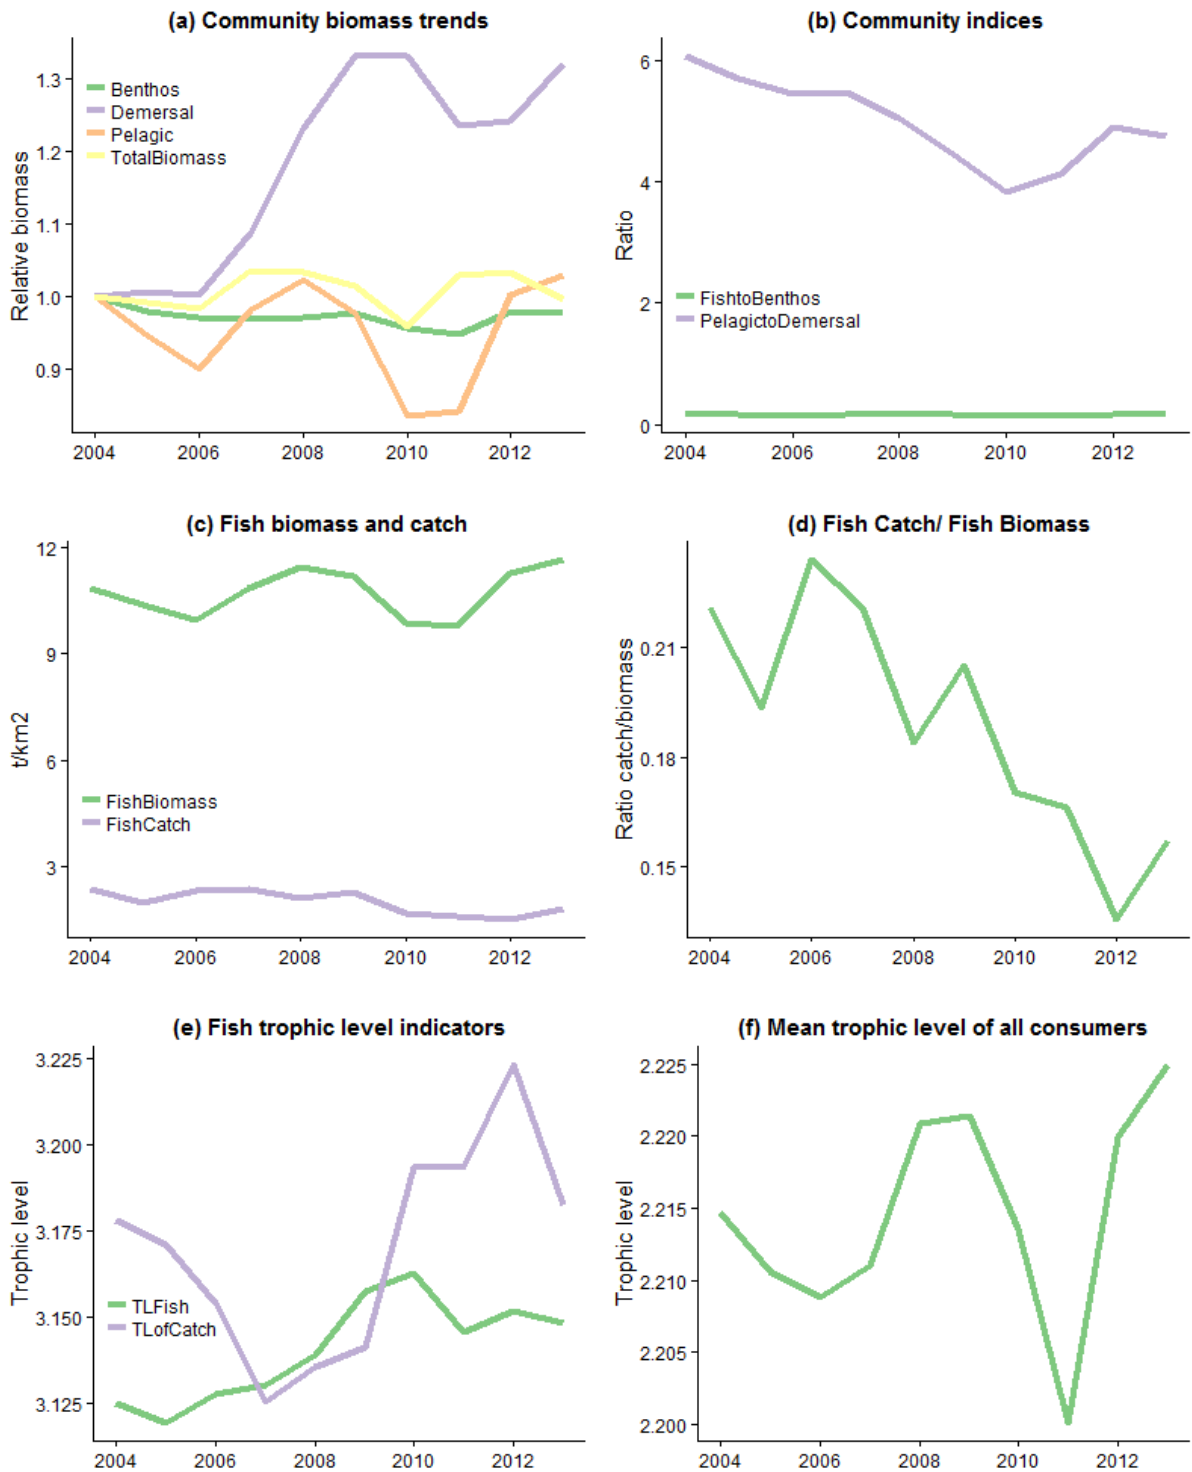 (a) Community biomass trends
Relative biomass
1.3
1.2
1.1
1.0
0.9
Benthos
Demersal
Pelagic
TotalBiomass
2004 2006 2008 2010 2012
(b) Community indices
Ratio
6
4
2
0
FishtoBenthos
PelagictoDemersal
2004 2006 2008 2010 2012
(c) Fish biomass and catch
t/km2
12
9
6
3
FishBiomass
FishCatch
2004 2006 2008 2010 2012
(d) Fish Catch/ Fish Biomass
Ratio catch/biomass
0.21
0.18
0.15
2004 2006 2008 2010 2012
(e) Fish trophic level indicators
Trophic level
3.225
3.200
3.175
3.150
3.125
TLFish
TLofCatch
2004 2006 2008 2010 2012
(f) Mean trophic level of all consumers
Trophic level
2.225
2.220
2.215
2.210
2.205
2.200
2004 2006 2008 2010 2012